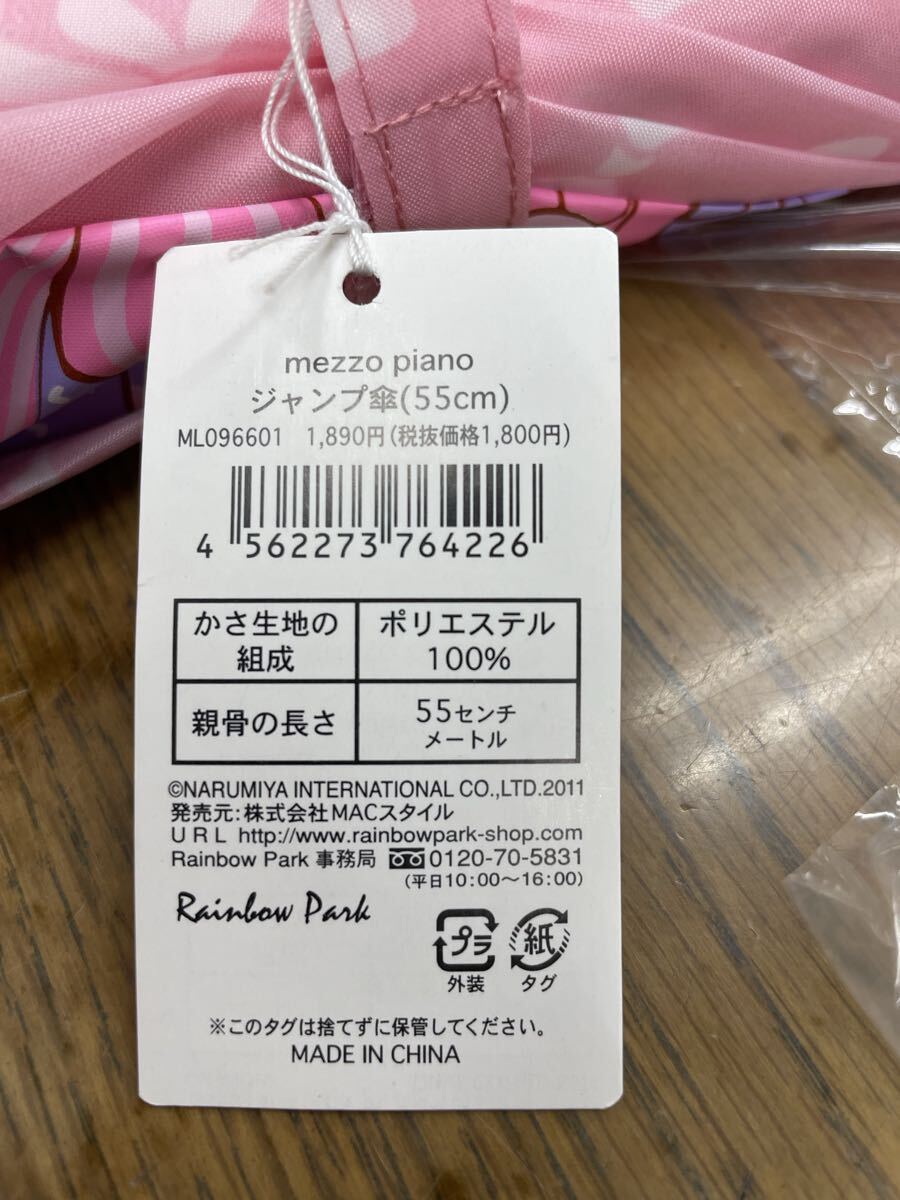 mezzo piano
ジャンプ傘(55cm)
ML096601 1,890円(税抜価格1,800円)
4 562273 764226
かさ生地の
組成
ポリエステル
100%
親骨の長さ
55センチ
メートル
©NARUMIYA INTERNATIONAL CO.,LTD.2011
発売元:株式会社MACスタイル
URL http://www.rainbowpark-shop.com
Rainbow Park 事務局 0120-70-5831
(平日10:00〜16:00)
Rainbow Park
プラ
外装
紙
タグ
※このタグは捨てずに保管してください。
MADE IN CHINA